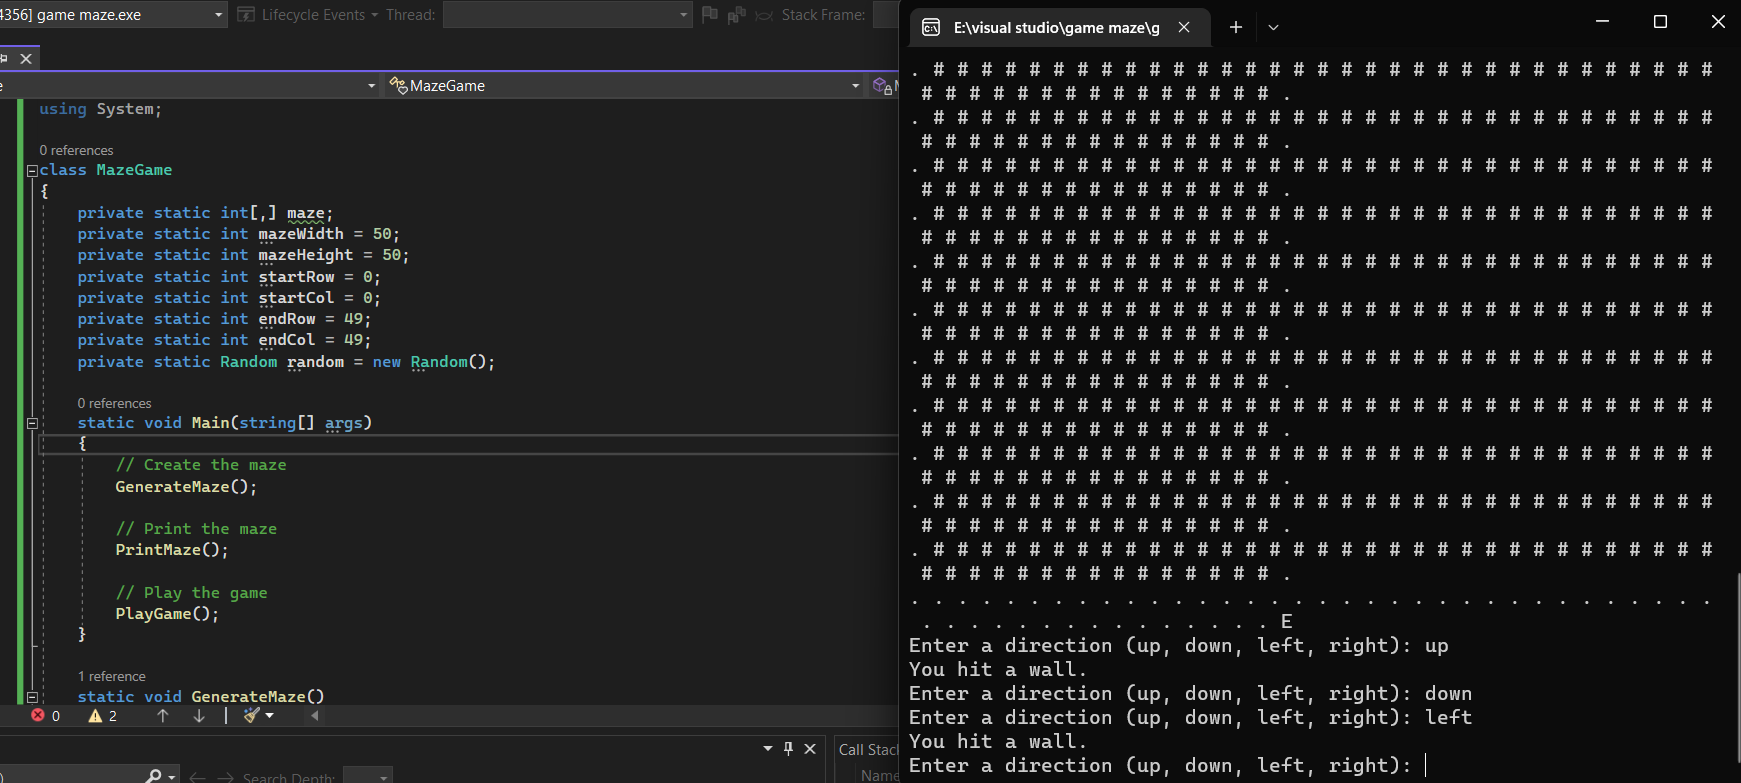 4356] game maze.exe
Lifecycle Events
Thread:
Stack Frame:
MazeGame
using System;
0 references
class MazeGame
{
private static int[,] maze;
private static int mazeWidth = 50;
private static int mazeHeight = 50;
private static int startRow = 0;
private static int startCol = 0;
private static int endRow = 49;
private static int endCol = 49;
private static Random random = new Random();
0 references
static void Main(string[] args)
{
// Create the maze
GenerateMaze();
// Print the maze
PrintMaze();
// Play the game
PlayGame();
}
1 reference
static void GenerateMaze()
0
2
Search Depth:
Call Stac
Name
E:\visual studio\game maze\g
. # # # # # # # # # # # # # # # # # # # # # # # # # # # # # # # # #
# # # # # # # # # # # # # # # .
. # # # # # # # # # # # # # # # # # # # # # # # # # # # # # # # # #
# # # # # # # # # # # # # # # .
. # # # # # # # # # # # # # # # # # # # # # # # # # # # # # # # # #
# # # # # # # # # # # # # # # .
. # # # # # # # # # # # # # # # # # # # # # # # # # # # # # # # # #
# # # # # # # # # # # # # # # .
. # # # # # # # # # # # # # # # # # # # # # # # # # # # # # # # # #
# # # # # # # # # # # # # # # .
. # # # # # # # # # # # # # # # # # # # # # # # # # # # # # # # # #
# # # # # # # # # # # # # # # .
. # # # # # # # # # # # # # # # # # # # # # # # # # # # # # # # # #
# # # # # # # # # # # # # # # .
. # # # # # # # # # # # # # # # # # # # # # # # # # # # # # # # # #
# # # # # # # # # # # # # # # .
. # # # # # # # # # # # # # # # # # # # # # # # # # # # # # # # # #
# # # # # # # # # # # # # # # .
. # # # # # # # # # # # # # # # # # # # # # # # # # # # # # # # # #
# # # # # # # # # # # # # # # .
. # # # # # # # # # # # # # # # # # # # # # # # # # # # # # # # # #
# # # # # # # # # # # # # # # .
. . . . . . . . . . . . . . . . . . . . . . . . . . . . . . . . . .
. . . . . . . . . . . . . . . E
Enter a direction (up, down, left, right): up
You hit a wall.
Enter a direction (up, down, left, right): down
Enter a direction (up, down, left, right): left
You hit a wall.
Enter a direction (up, down, left, right):